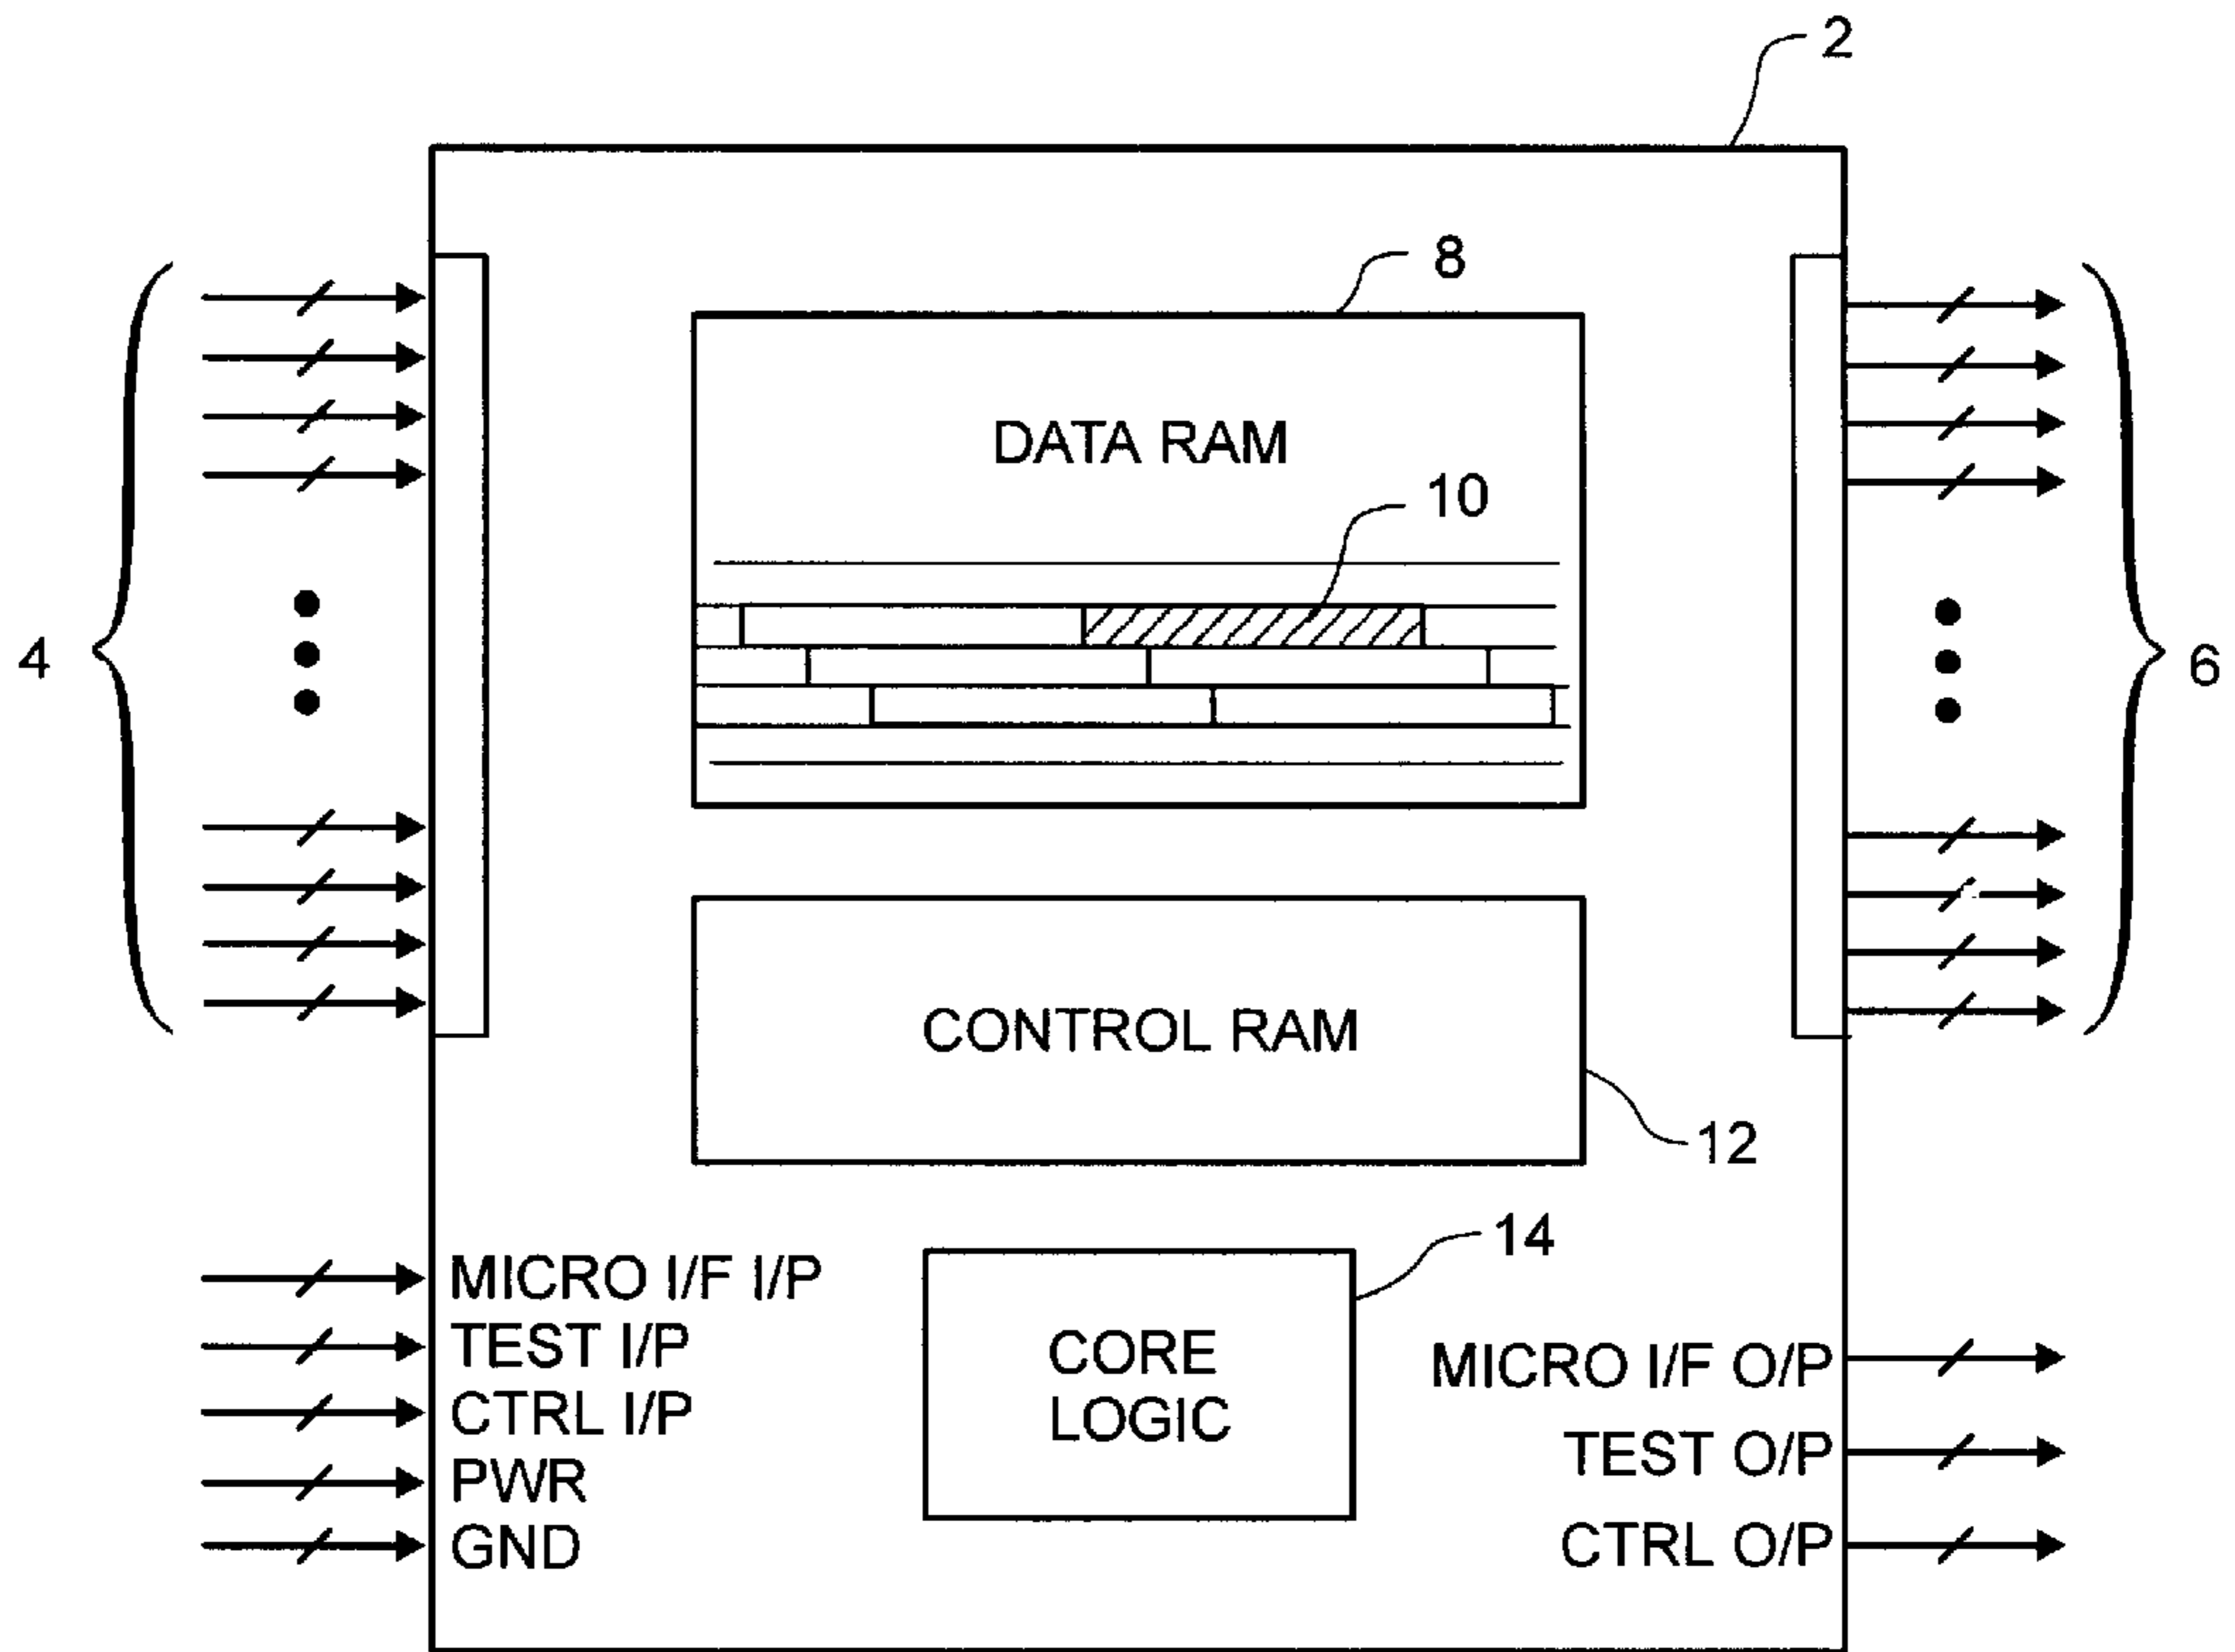 2
8
DATA RAM
10
4
6
CONTROL RAM
12
14
MICRO I/F I/P
TEST I/P
CTRL I/P
PWR
GND
CORE
LOGIC
MICRO I/F O/P
TEST O/P
CTRL O/P